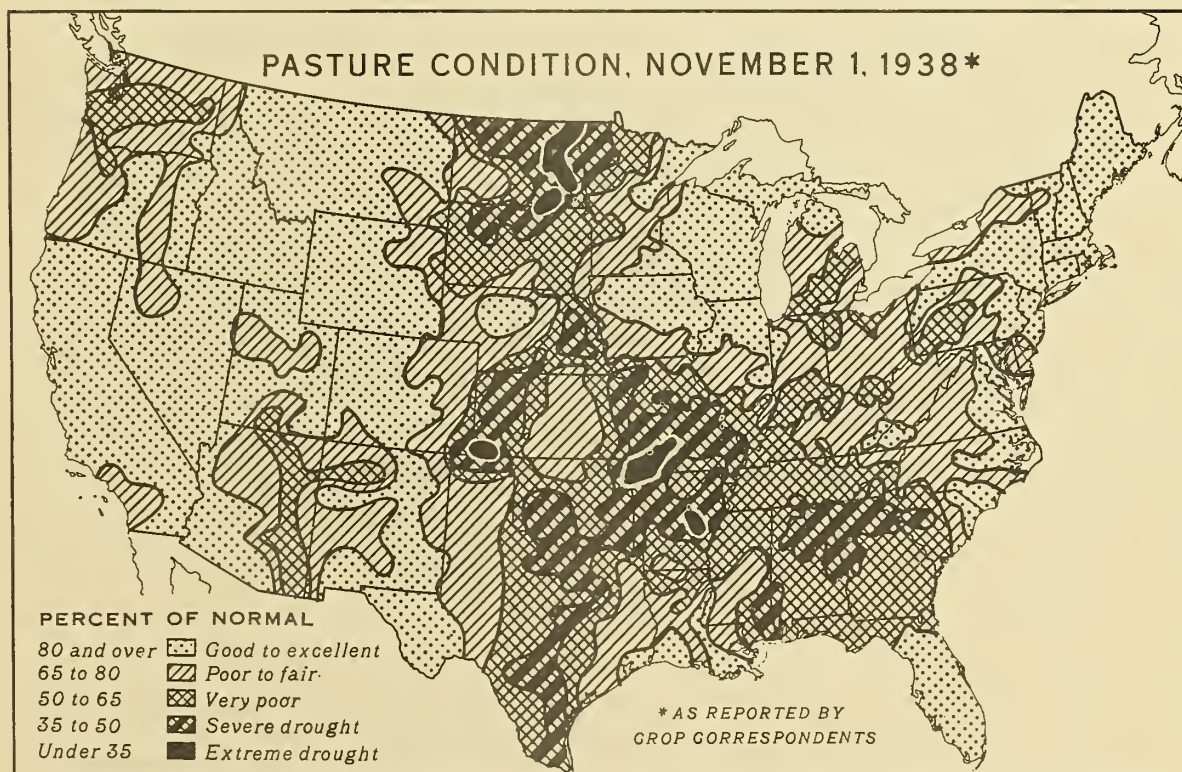 PASTURE CONDITION, NOVEMBER 1, 1938*
PERCENT OF NORMAL
80 and over Good to excellent
65 to 80 Poor to fair
50 to 65 Very poor
35 to 50 Severe drought
Under 35 Extreme drought
*AS REPORTED BY
CROP CORRESPONDENTS